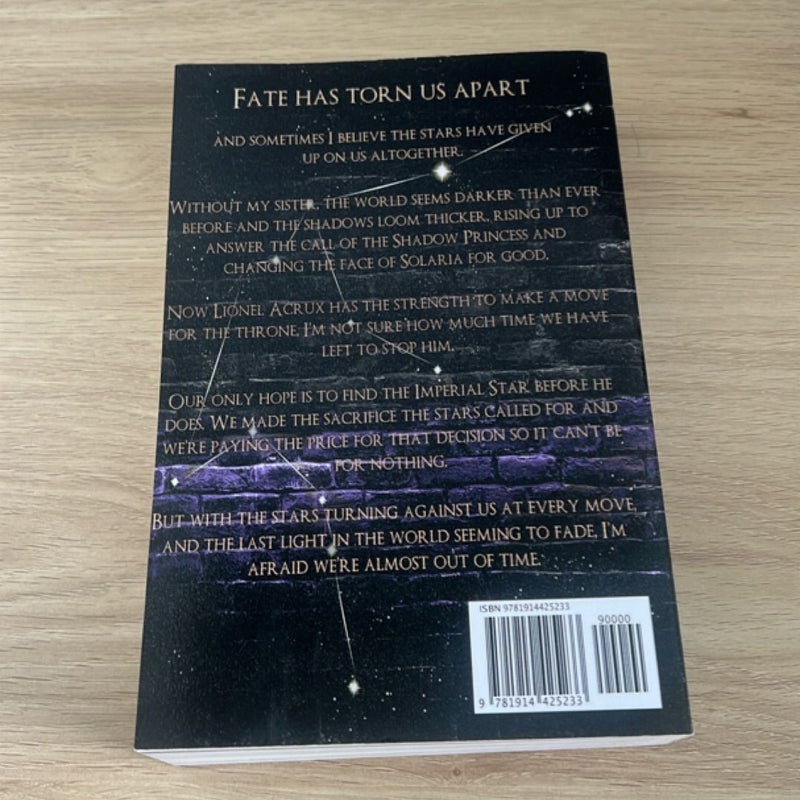 FATE HAS TORN US APART
AND SOMETIMES I BELIEVE THE STARS HAVE GIVEN
UP ON US ALTOGETHER.
WITHOUT MY SISTER, THE WORLD SEEMS DARKER THAN EVER
BEFORE AND THE SHADOWS LOOM THICKER, RISING UP TO
ANSWER THE CALL OF THE SHADOW PRINCESS AND
CHANGING THE FACE OF SOLARIA FOR GOOD.
NOW LIONEL ACRUX HAS THE STRENGTH TO MAKE A MOVE
FOR THE THRONE, I'M NOT SURE HOW MUCH TIME WE HAVE
LEFT TO STOP HIM.
OUR ONLY HOPE IS TO FIND THE IMPERIAL STAR BEFORE HE
DOES. WE MADE THE SACRIFICE THE STARS CALLED FOR AND
WE'RE PAYING THE PRICE FOR THAT DECISION SO IT CAN'T BE
FOR NOTHING.
BUT WITH THE STARS TURNING AGAINST US AT EVERY MOVE,
AND THE LAST LIGHT IN THE WORLD SEEMING TO FADE, I'M
AFRAID WE'RE ALMOST OUT OF TIME.
ISBN 9781914425233
90000
9 781914 425233